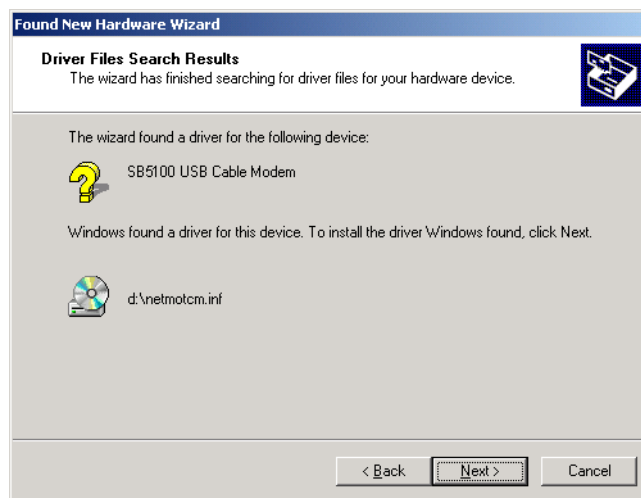 Found New Hardware Wizard
Driver Files Search Results
The wizard has finished searching for driver files for your hardware device.
The wizard found a driver for the following device:
SB5100 USB Cable Modem
Windows found a driver for this device. To install the driver Windows found, click Next.
d:\netmotcm.inf
< Back Next > Cancel